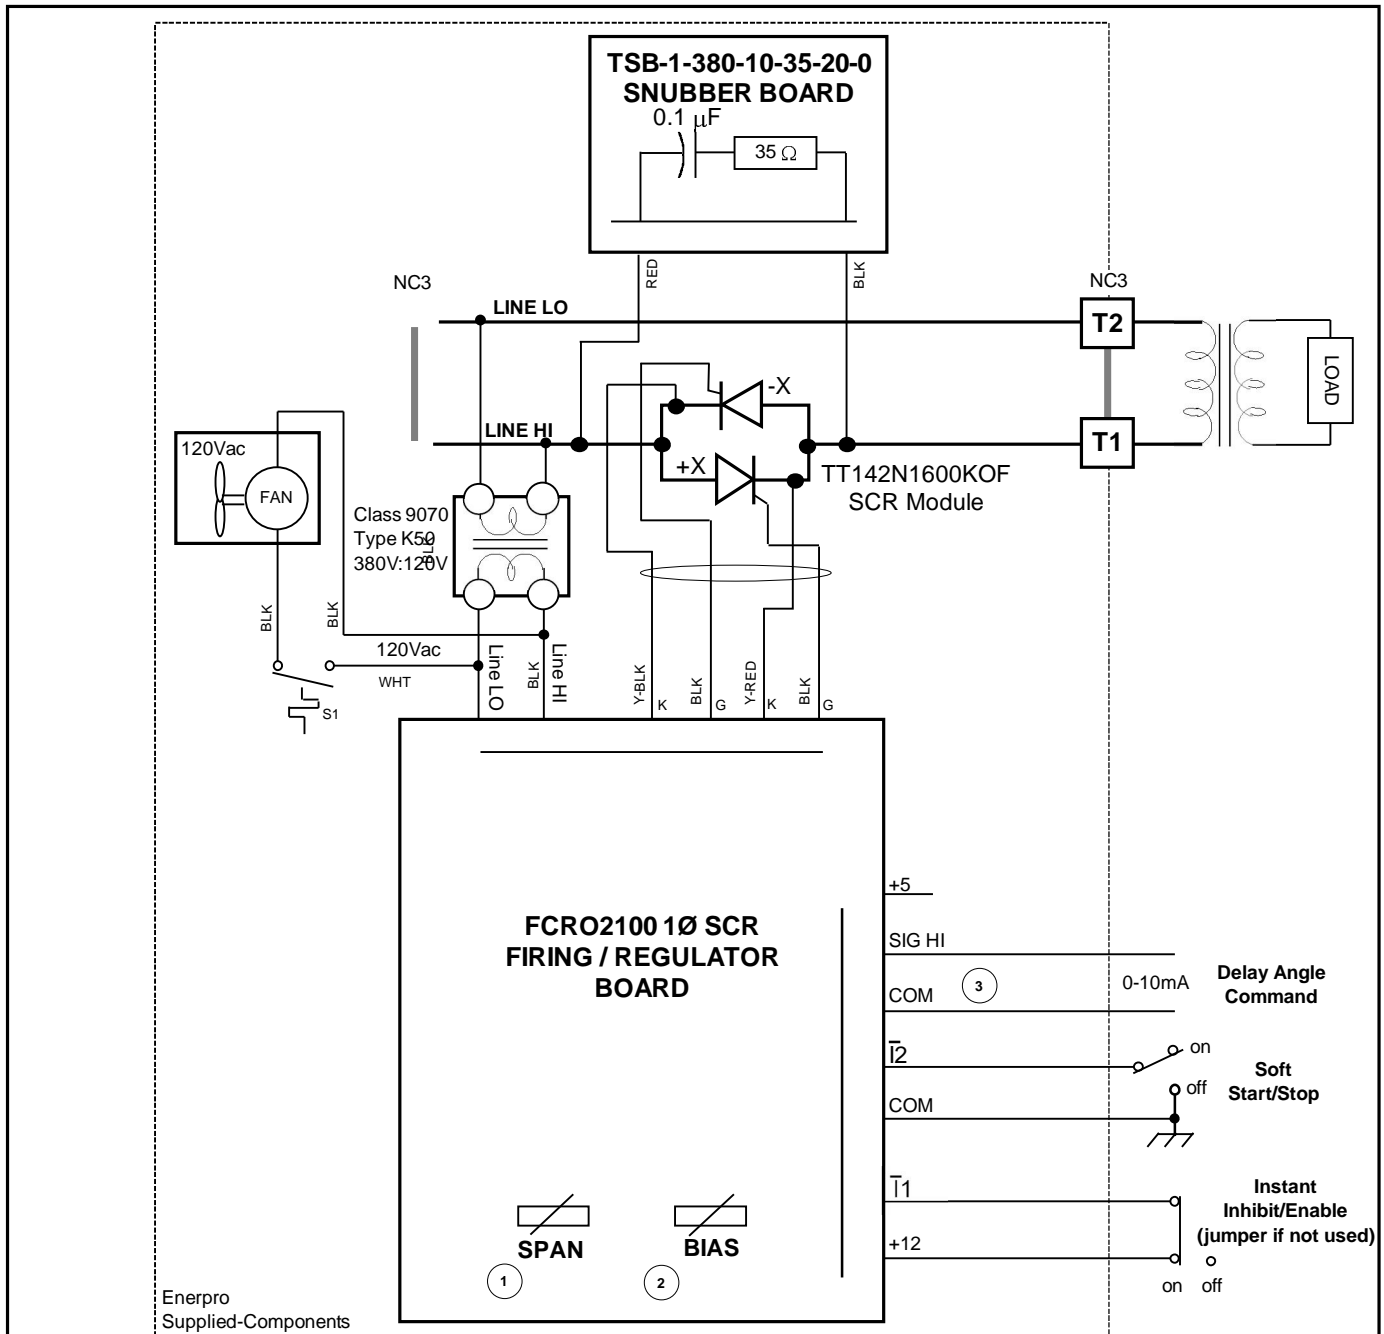 TSB-1-380-10-35-20-0
SNUBBER BOARD
0.1 µF
35 Ω
RED
BLK
NC3
NC3
LINE LO
T2
LOAD
-X
LINE HI
T1
+X
TT142N1600KOF
SCR Module
120Vac
FAN
Class 9070
Type K50
380V:120V
BLK
BLK
BLK
120Vac
WHT
S1
Line LO
BLK
Line HI
Y-BLK
K
BLK
G
Y-RED
K
BLK
G
+5
FCRO2100 1Ø SCR
FIRING / REGULATOR
BOARD
SIG HI
COM
3
0-10mA
Delay Angle
Command
I̅2
on
off
Soft
Start/Stop
COM
I̅1
Instant
Inhibit/Enable
(jumper if not used)
+12
on off
SPAN
BIAS
1
2
Enerpro
Supplied-Components